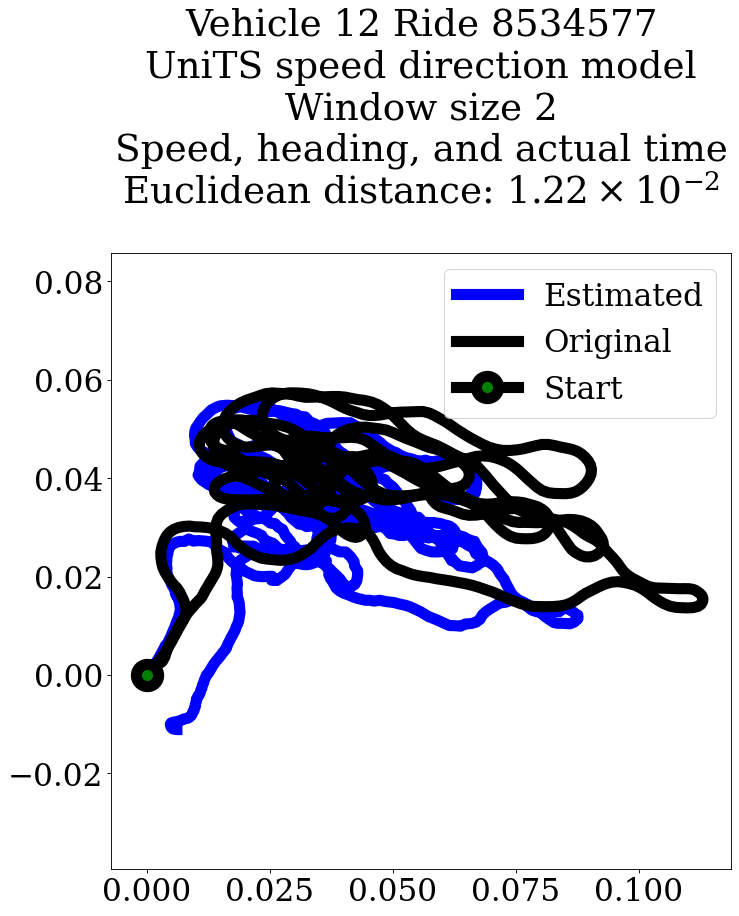 Vehicle 12 Ride 8534577
UniTS speed direction model
Window size 2
Speed, heading, and actual time
Euclidean distance: $1.22 \times 10^{-2}$
Estimated
Original
Start
0.08
0.06
0.04
0.02
0.00
−0.02
0.000 0.025 0.050 0.075 0.100